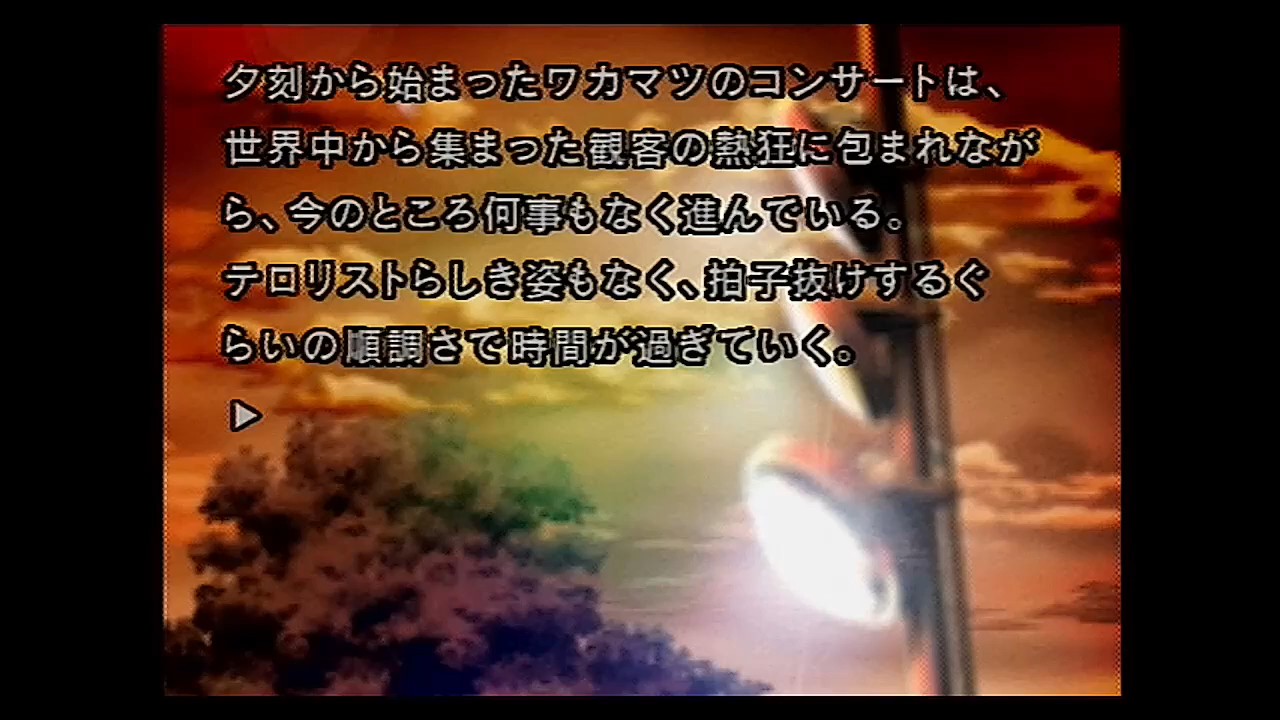 夕刻から始まったワカマツのコンサートは、
世界中から集まった観客の熱狂に包まれなが
ら、今のところ何事もなく進んでいる。
テロリストらしき姿もなく、拍子抜けするぐ
らいの順調さで時間が過ぎていく。